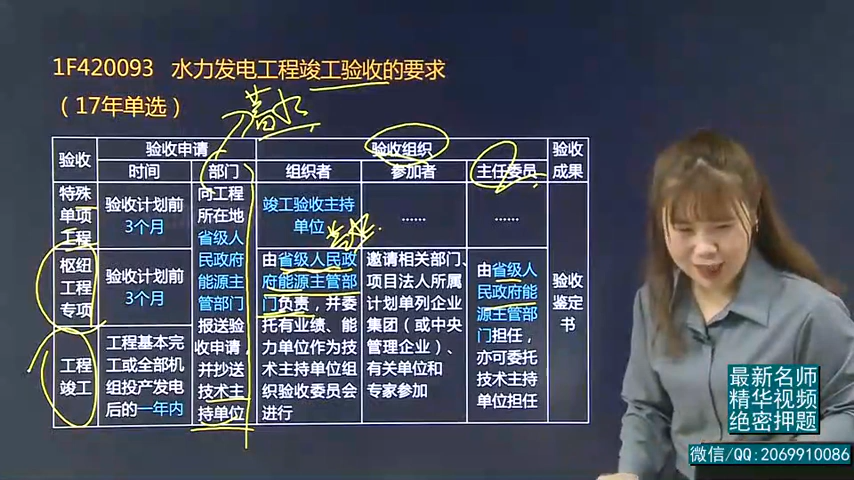 1F420093 水力发电工程竣工验收的要求
（17年单选）
蓄水
验收
验收申请
验收组织
验收
成果
时间
部门
组织者
参加者
主任委员
特殊
单项
工程
验收计划前
3个月
向工程
所在地
省级人
民政府
能源主
管部门
报送验
收申请，
并抄送
技术主
持单位
竣工验收主持
单位
……
……
枢纽
工程
专项
验收计划前
3个月
由省级人民政
府能源主管部
门负责，并委
托有业绩、能
力单位作为技
术主持单位组
织验收委员会
进行
邀请相关部门、
项目法人所属
计划单列企业
集团（或中央
管理企业）、
有关单位和
专家参加
由省级人
民政府能
源主管部
门担任，
亦可委托
技术主持
单位担任
验收
鉴定
书
工程
竣工
工程基本完
工或全部机
组投产发电
后的一年内
最新名师
精华视频
绝密押题
微信/QQ:2069910086